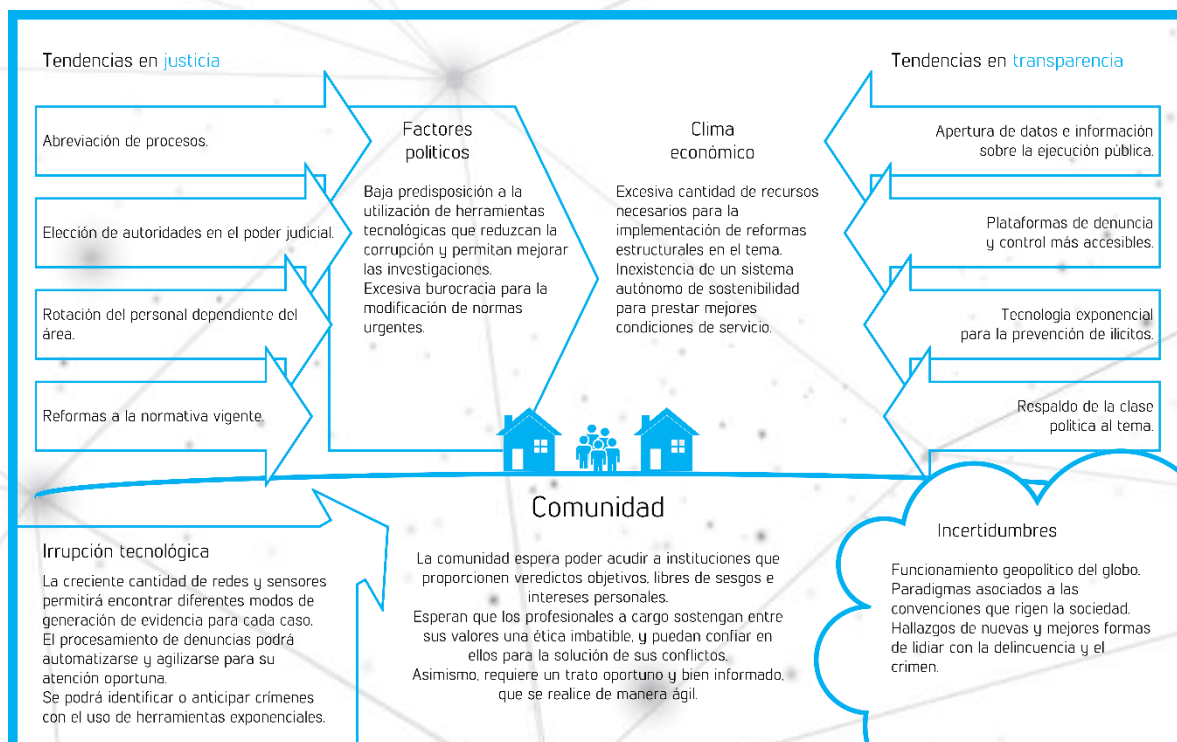 Tendencias en justicia
Abreviación de procesos.
Elección de autoridades en el poder judicial.
Rotación del personal dependiente del
área.
Reformas a la normativa vigente.
Factores
políticos
Baja predisposición a la
utilización de herramientas
tecnológicas que reduzcan la
corrupción y permitan mejorar
las investigaciones.
Excesiva burocracia para la
modificación de normas
urgentes.
Clima
económico
Excesiva cantidad de recursos
necesarios para la
implementación de reformas
estructurales en el tema.
Inexistencia de un sistema
autónomo de sostenibilidad
para prestar mejores
condiciones de servicio.
Tendencias en transparencia
Apertura de datos e información
sobre la ejecución pública.
Plataformas de denuncia
y control más accesibles.
Tecnología exponencial
para la prevención de ilícitos.
Respaldo de la clase
política al tema.
Irrupción tecnológica
La creciente cantidad de redes y sensores
permitirá encontrar diferentes modos de
generación de evidencia para cada caso.
El procesamiento de denuncias podrá
automatizarse y agilizarse para su
atención oportuna.
Se podrá identificar o anticipar crímenes
con el uso de herramientas exponenciales.
Comunidad
La comunidad espera poder acudir a instituciones que
proporcionen veredictos objetivos, libres de sesgos e
intereses personales.
Esperan que los profesionales a cargo sostengan entre
sus valores una ética imbatible, y puedan confiar en
ellos para la solución de sus conflictos.
Asimismo, requiere un trato oportuno y bien informado,
que se realice de manera ágil.
Incertidumbres
Funcionamiento geopolítico del globo.
Paradigmas asociados a las
convenciones que rigen la sociedad.
Hallazgos de nuevas y mejores formas
de lidiar con la delincuencia y el
crimen.